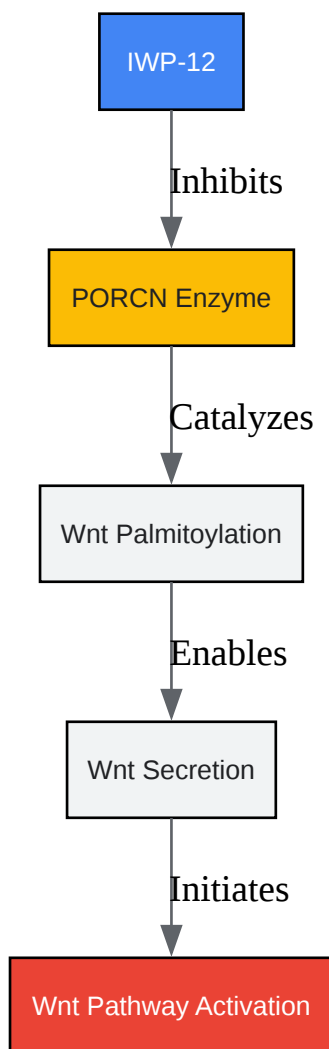 IWP-12
Inhibits
PORCN Enzyme
Catalyzes
Wnt Palmitoylation
Enables
Wnt Secretion
Initiates
Wnt Pathway Activation